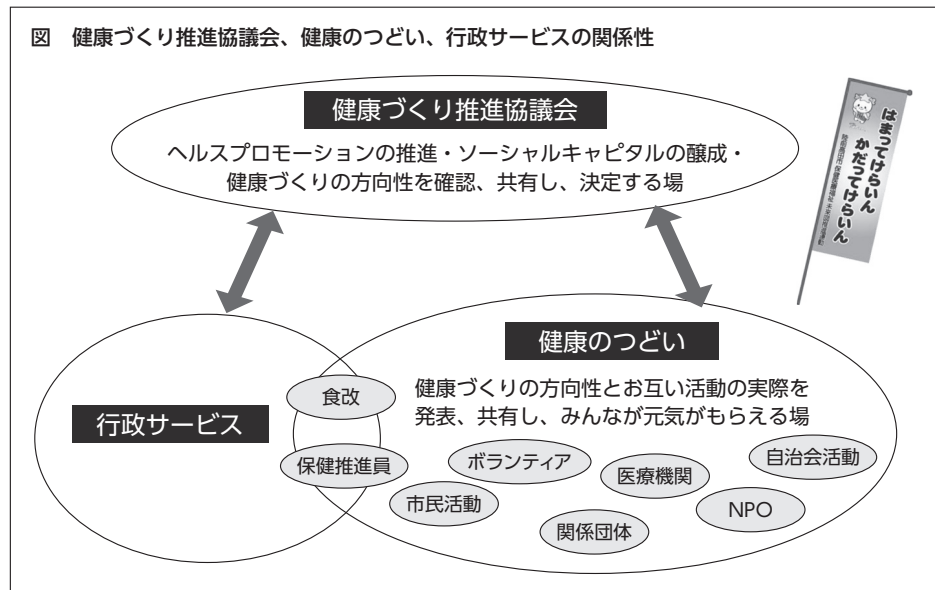 図 健康づくり推進協議会、健康のつどい、行政サービスの関係性
健康づくり推進協議会
ヘルスプロモーションの推進・ソーシャルキャピタルの醸成・
健康づくりの方向性を確認、共有し、決定する場
はまってけらいん
かだってけらいん
健康のつどい
健康づくりの方向性とお互い活動の実際を
発表、共有し、みんなが元気がもらえる場
行政サービス
食改
保健推進員
ボランティア
医療機関
自治会活動
市民活動
関係団体
NPO